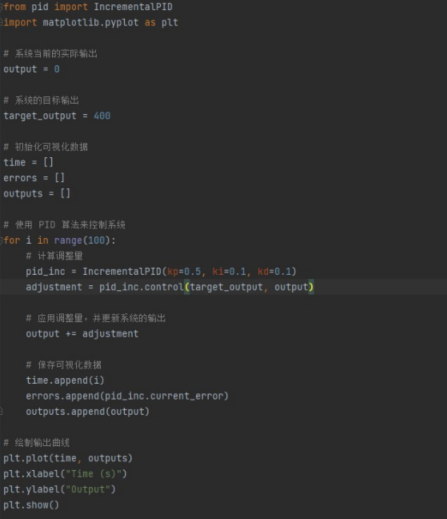 from pid import IncrementalPID
import matplotlib.pyplot as plt

# 系统当前的实际输出
output = 0

# 系统的目标输出
target_output = 400

# 初始化可视化数据
time = []
errors = []
outputs = []

# 使用 PID 算法来控制系统
for i in range(100):
    # 计算调整量
    pid_inc = IncrementalPID(kp=0.5, ki=0.1, kd=0.1)
    adjustment = pid_inc.control(target_output, output)

    # 应用调整量，并更新系统的输出
    output += adjustment

    # 保存可视化数据
    time.append(i)
    errors.append(pid_inc.current_error)
    outputs.append(output)

# 绘制输出曲线
plt.plot(time, outputs)
plt.xlabel("Time (s)")
plt.ylabel("Output")
plt.show()